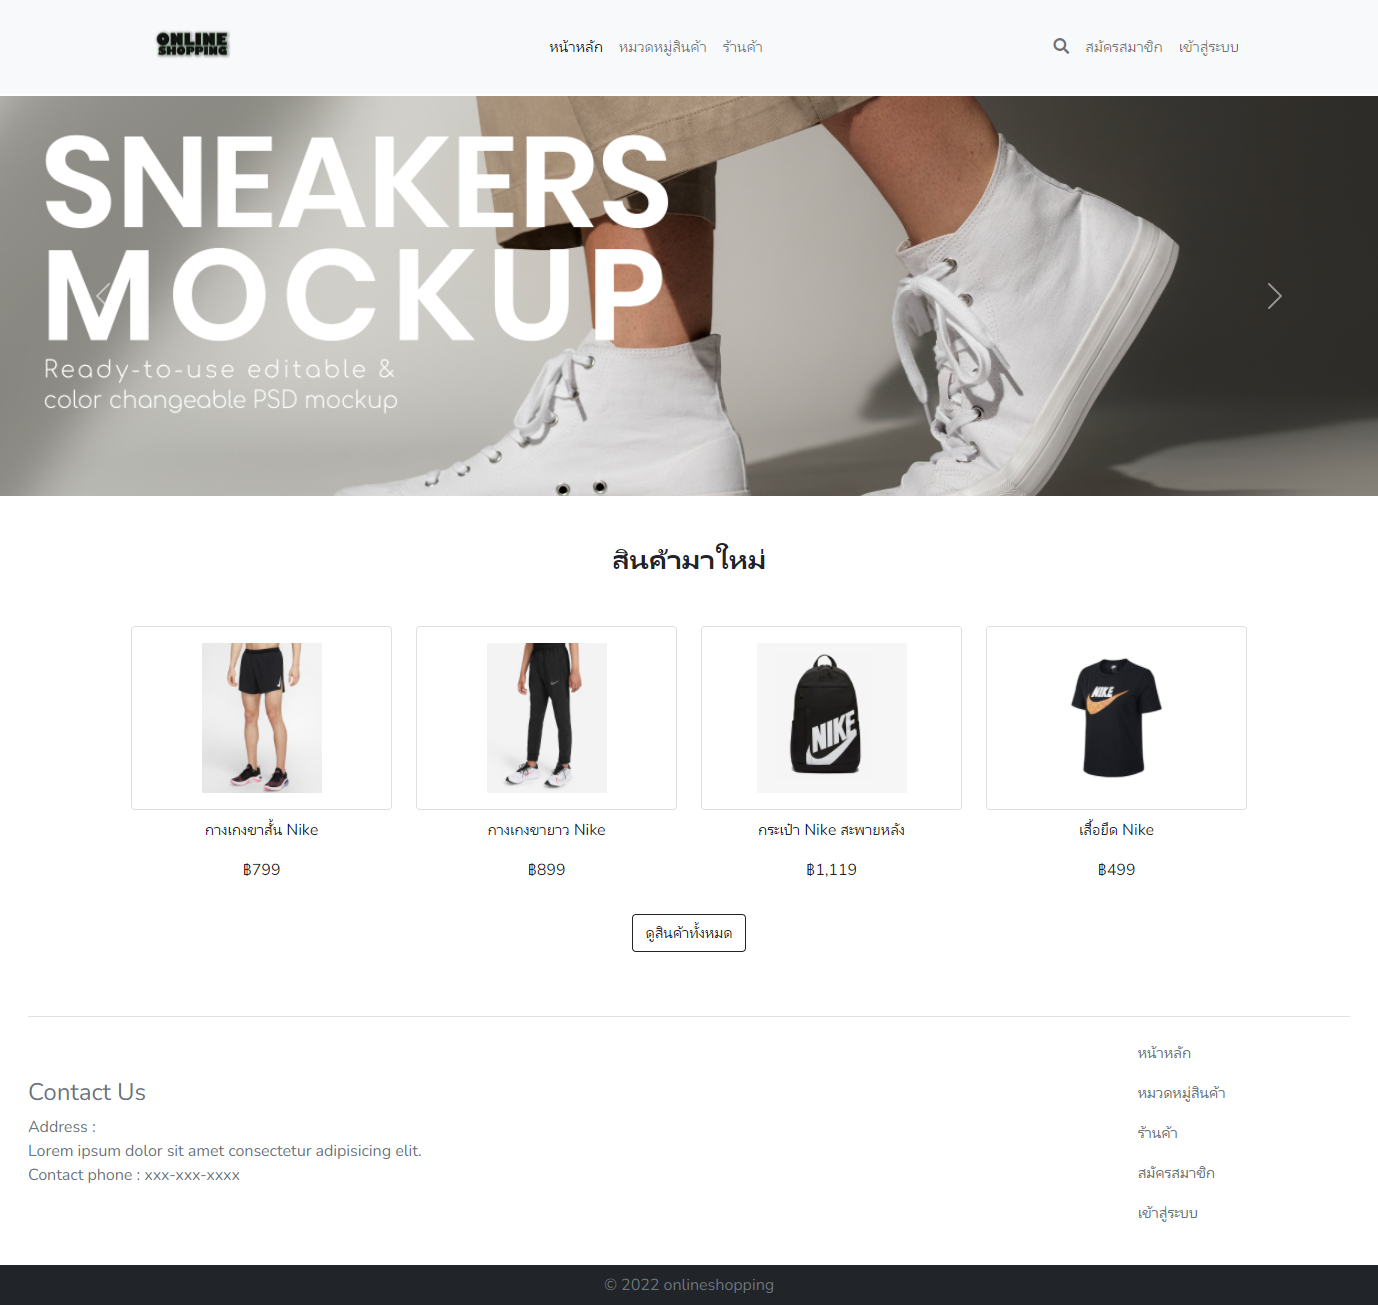 ONLINE
SHOPPING
หน้าหลัก หมวดหมู่สินค้า ร้านค้า
สมัครสมาชิก เข้าสู่ระบบ
SNEAKERS
MOCKUP
Ready-to-use editable &
color changeable PSD mockup
สินค้ามาใหม่
NIKE
NIKE
กางเกงขาสั้น Nike
กางเกงขายาว Nike
กระเป๋า Nike สะพายหลัง
เสื้อยืด Nike
฿799
฿899
฿1,119
฿499
ดูสินค้าทั้งหมด
Contact Us
Address :
Lorem ipsum dolor sit amet consectetur adipisicing elit.
Contact phone : xxx-xxx-xxxx
หน้าหลัก
หมวดหมู่สินค้า
ร้านค้า
สมัครสมาชิก
เข้าสู่ระบบ
© 2022 onlineshopping